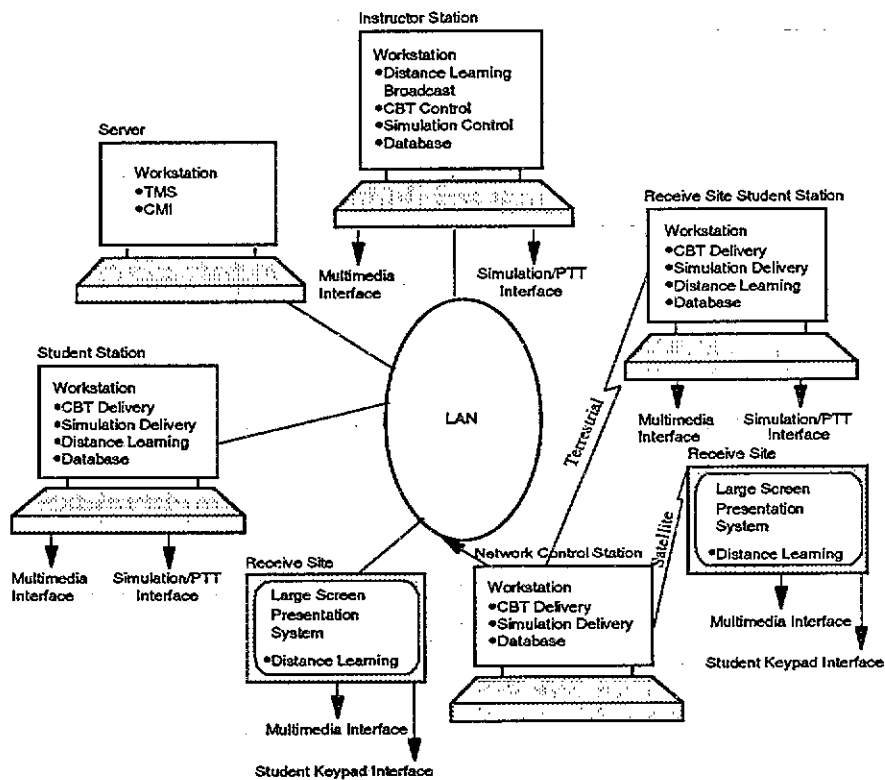 Instructor Station
Workstation
•Distance Learning
Broadcast
•CBT Control
•Simulation Control
•Database
Multimedia
Interface
Simulation/PTT
Interface
Server
Workstation
•TMS
•CMI
Receive Site Student Station
Workstation
•CBT Delivery
•Simulation Delivery
•Distance Learning
•Database
Multimedia
Interface
Simulation/PTT
Interface
Student Station
Workstation
•CBT Delivery
•Simulation Delivery
•Distance Learning
•Database
Multimedia
Interface
Simulation/PTT
Interface
LAN
Terrestrial
Satellite
Receive Site
Large Screen
Presentation
System
•Distance Learning
Multimedia Interface
Student Keypad Interface
Network Control Station
Workstation
•CBT Delivery
•Simulation Delivery
•Database
Receive Site
Large Screen
Presentation
System
•Distance Learning
Multimedia Interface
Student Keypad Interface